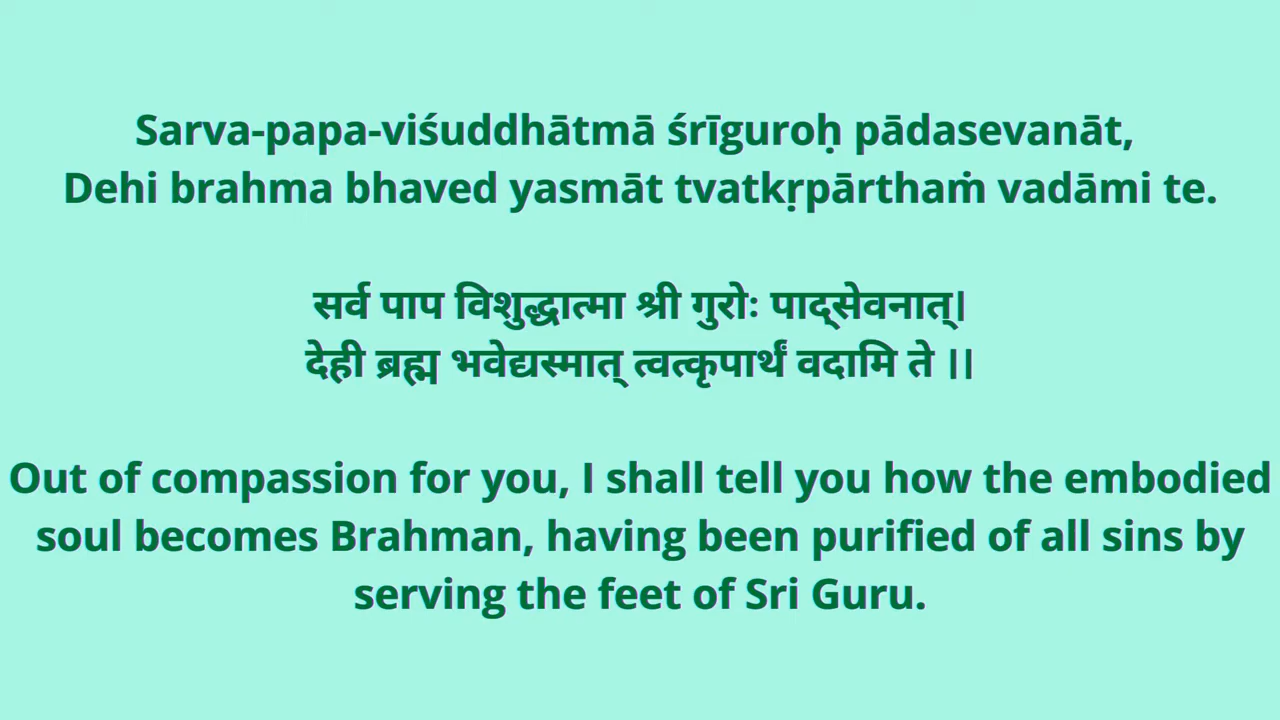 Sarva-papa-viśuddhātmā śrīguroḥ pādasevanāt,
Dehi brahma bhaved yasmāt tvatkṛpārthaṁ vadāmi te.
सर्व पाप विशुद्धात्मा श्री गुरोः पाद्सेवनात्।
देही ब्रह्म भवेद्यस्मात् त्वत्कृपार्थं वदामि ते ।।
Out of compassion for you, I shall tell you how the embodied
soul becomes Brahman, having been purified of all sins by
serving the feet of Sri Guru.